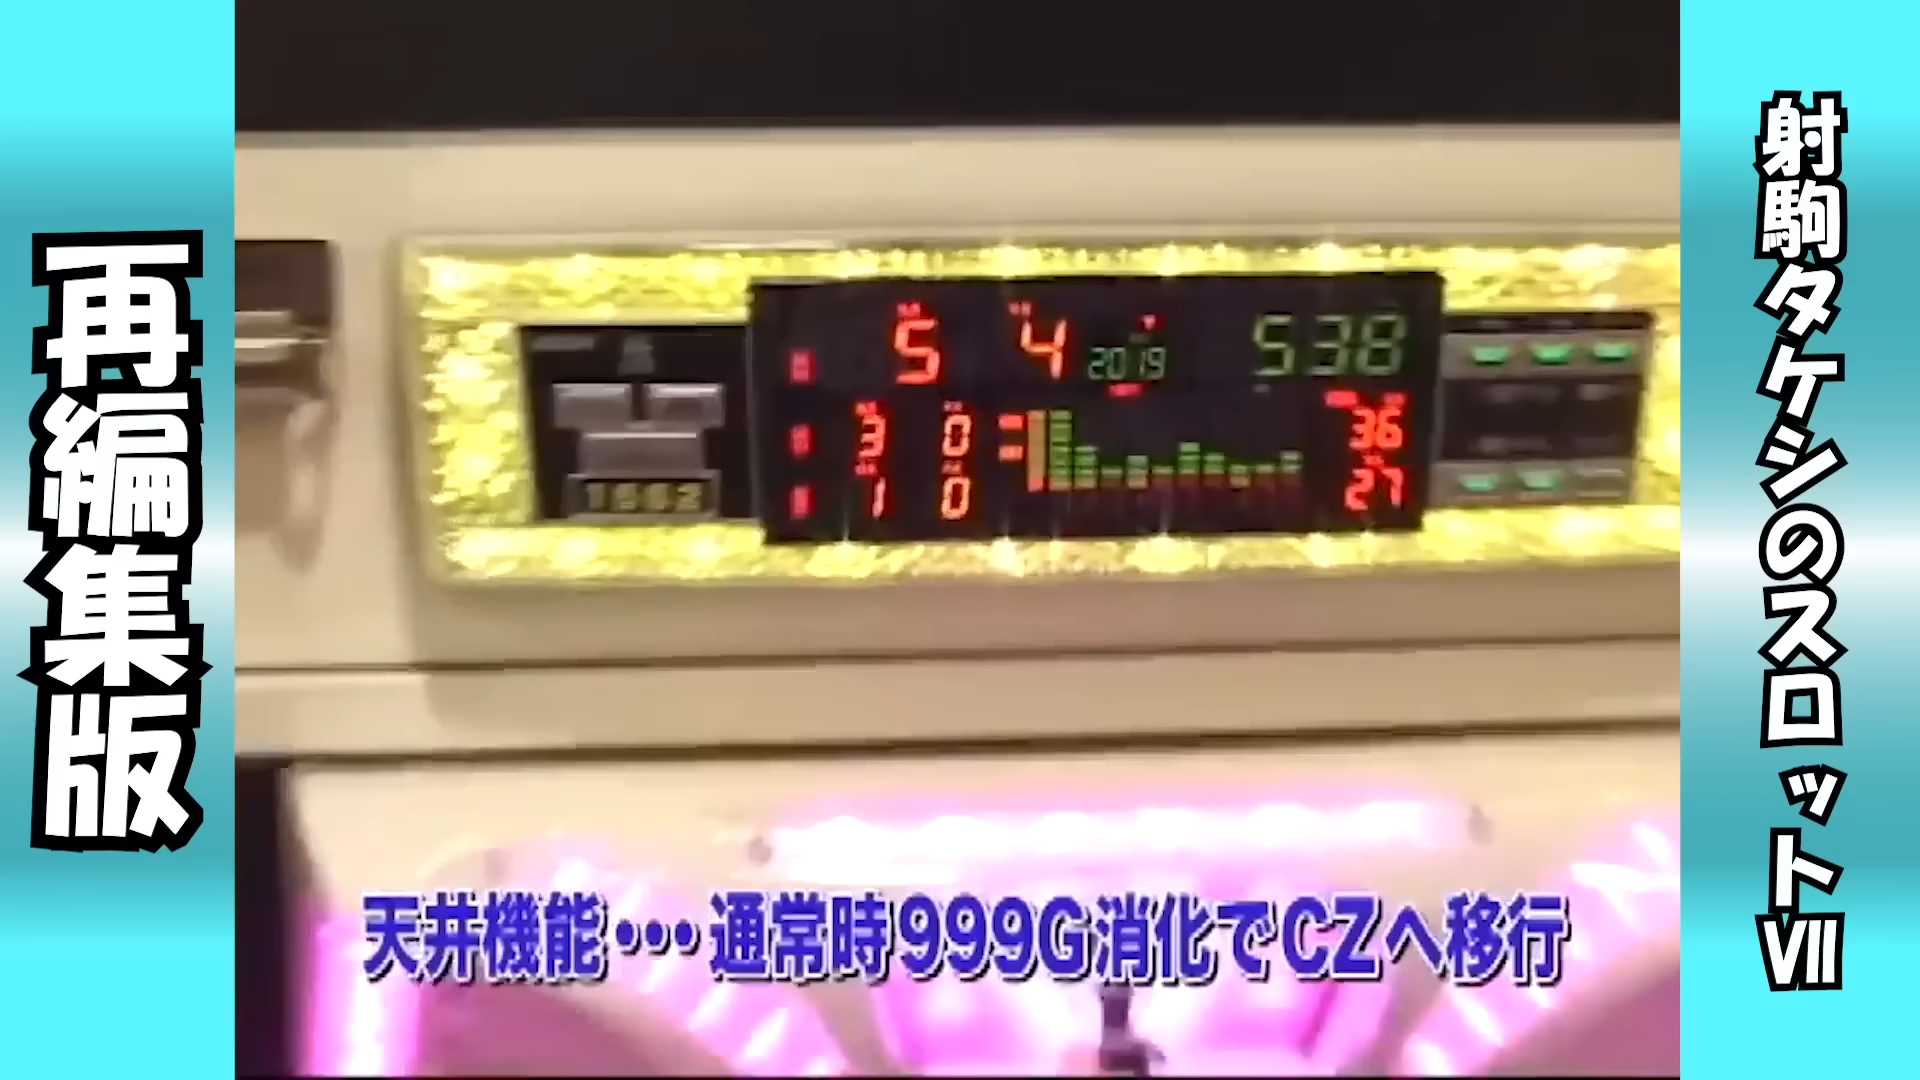 再編集版
射駒タケシのスロットⅦ
5 4 2019 538
3 0 36
1 0 27
1662
天井機能･･･通常時999G消化でCZへ移行